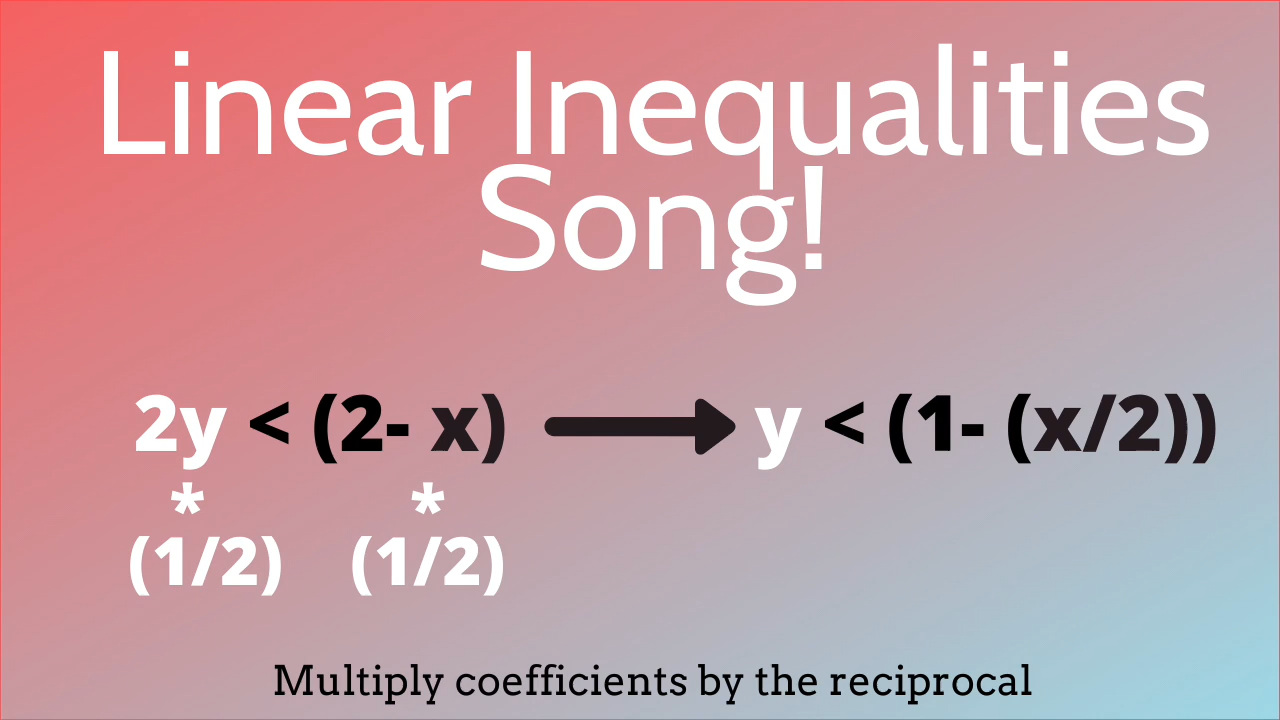 Linear Inequalities
Song!
2y < (2- x) → y < (1- (x/2))
* *
(1/2) (1/2)
Multiply coefficients by the reciprocal